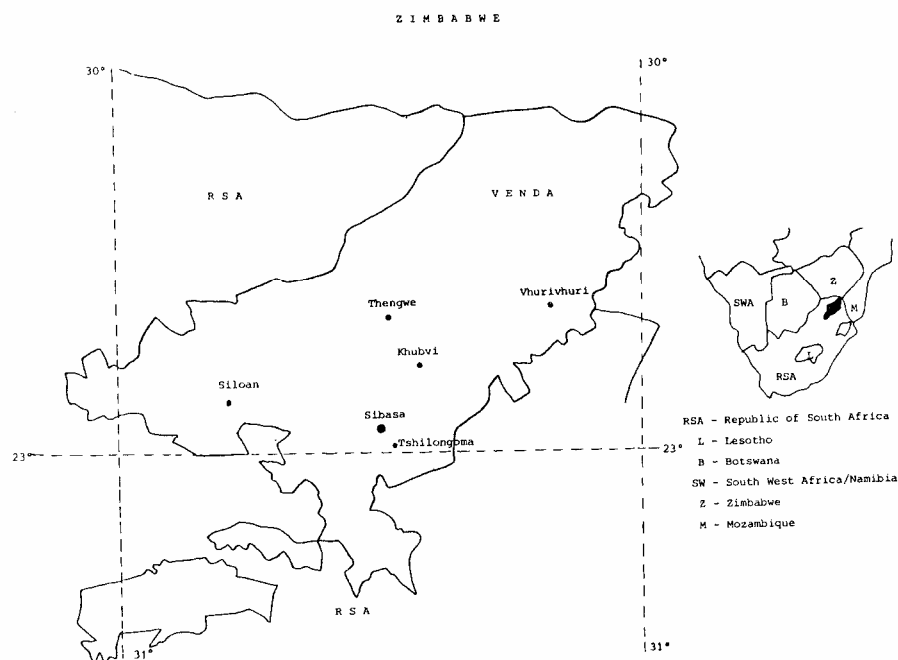 ZIMBABWE
30°
30°
RSA
VENDA
Thengwe
Vhurivhuri
Khubvi
Siloan
Sibasa
Tshilongoma
23°
23°
RSA
31°
31°
SWA
B
Z
M
L
RSA
RSA - Republic of South Africa
L - Lesotho
B - Botswana
SW - South West Africa/Namibia
Z - Zimbabwe
M - Mozambique